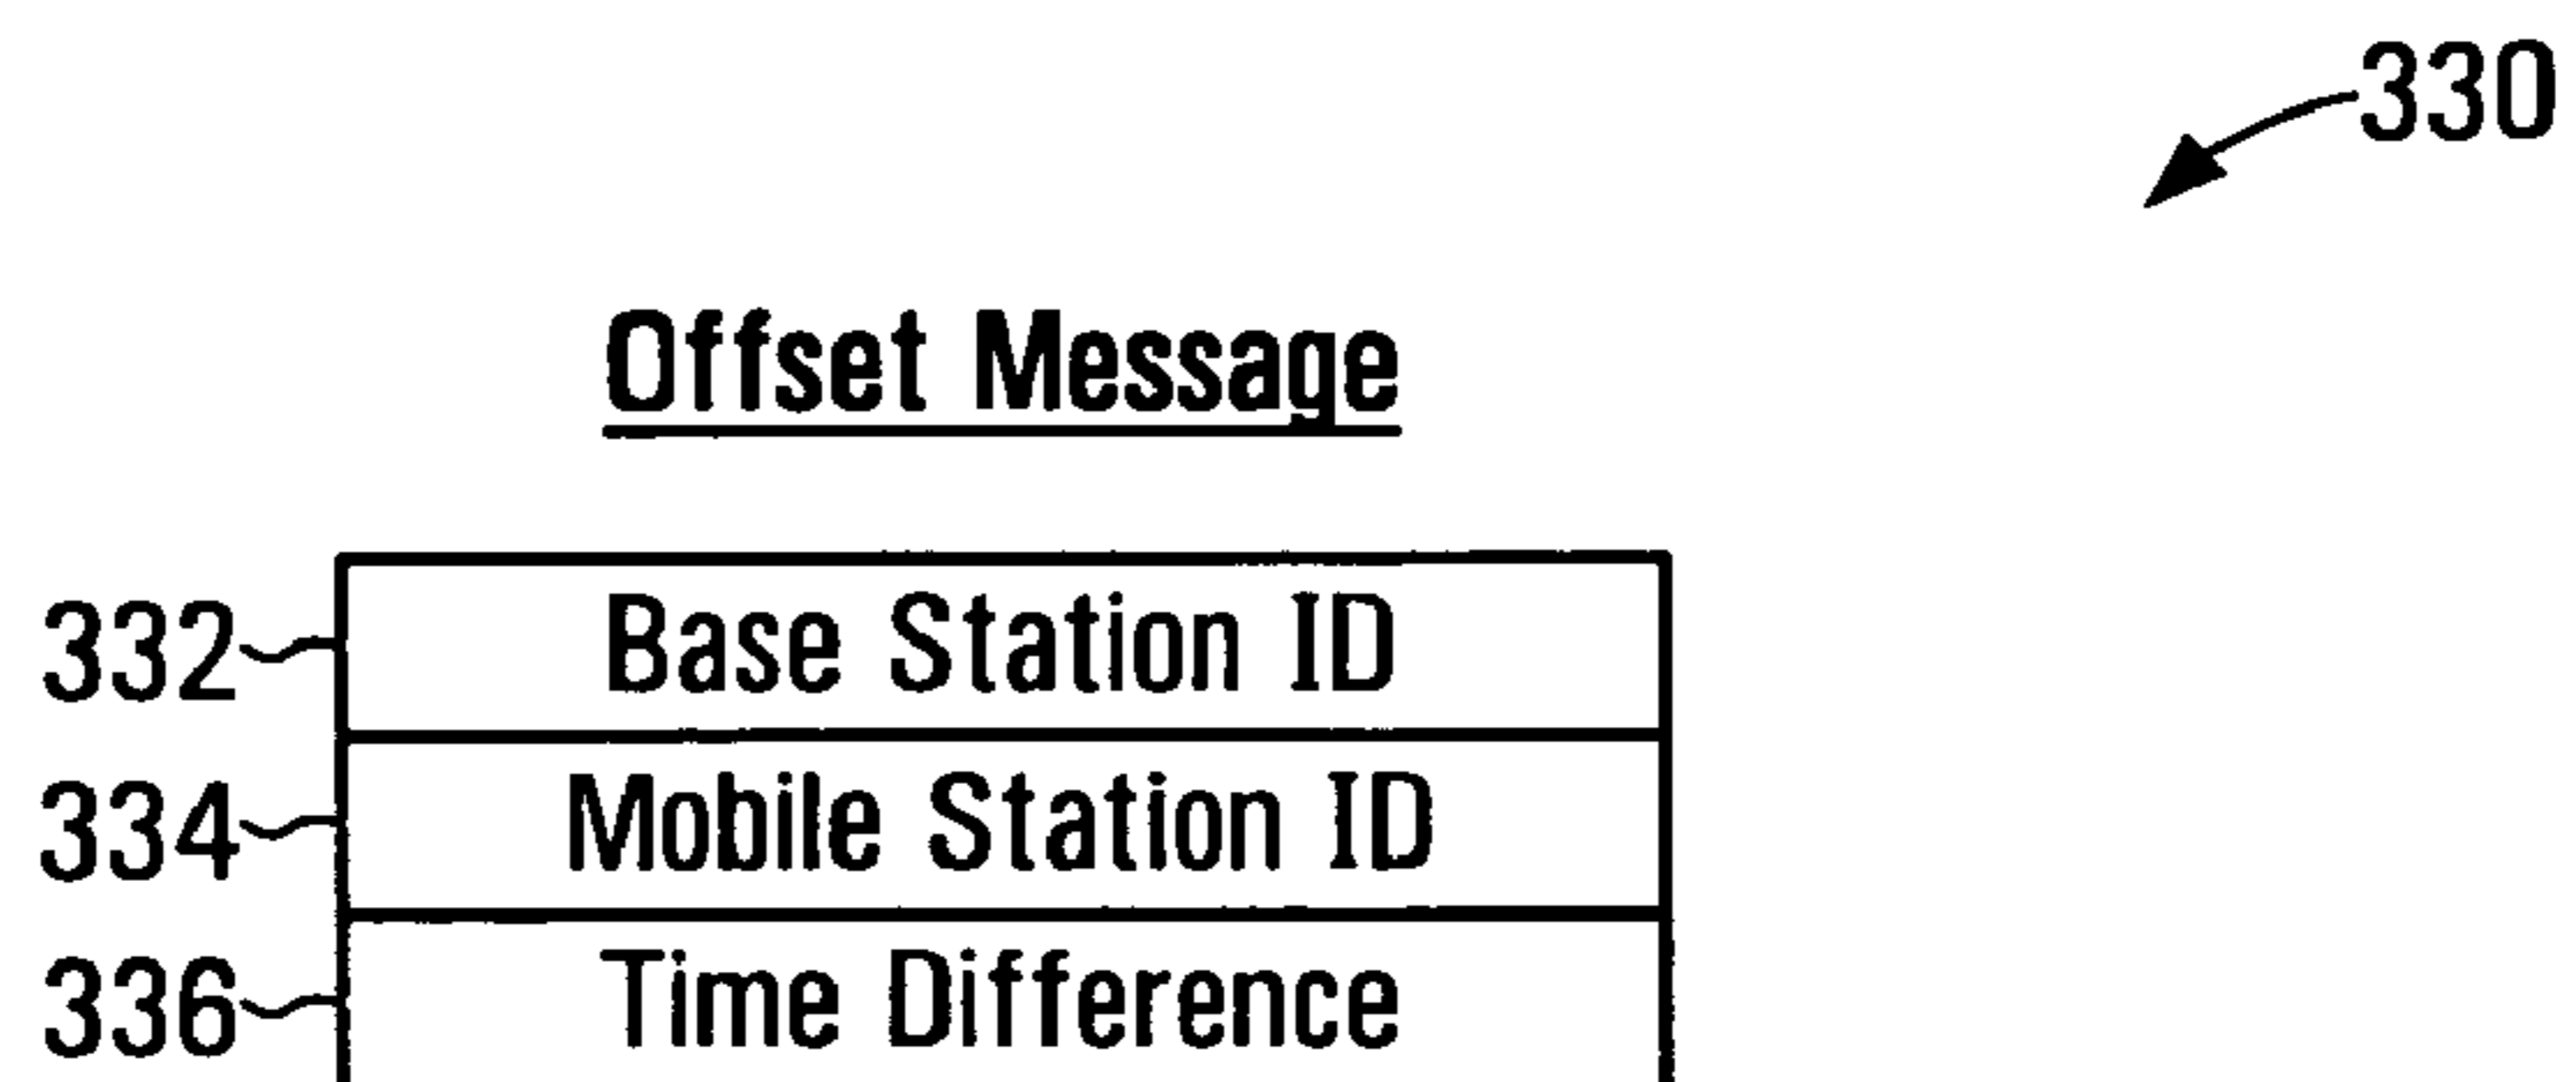 330
Offset Message
332 Base Station ID
334 Mobile Station ID
336 Time Difference